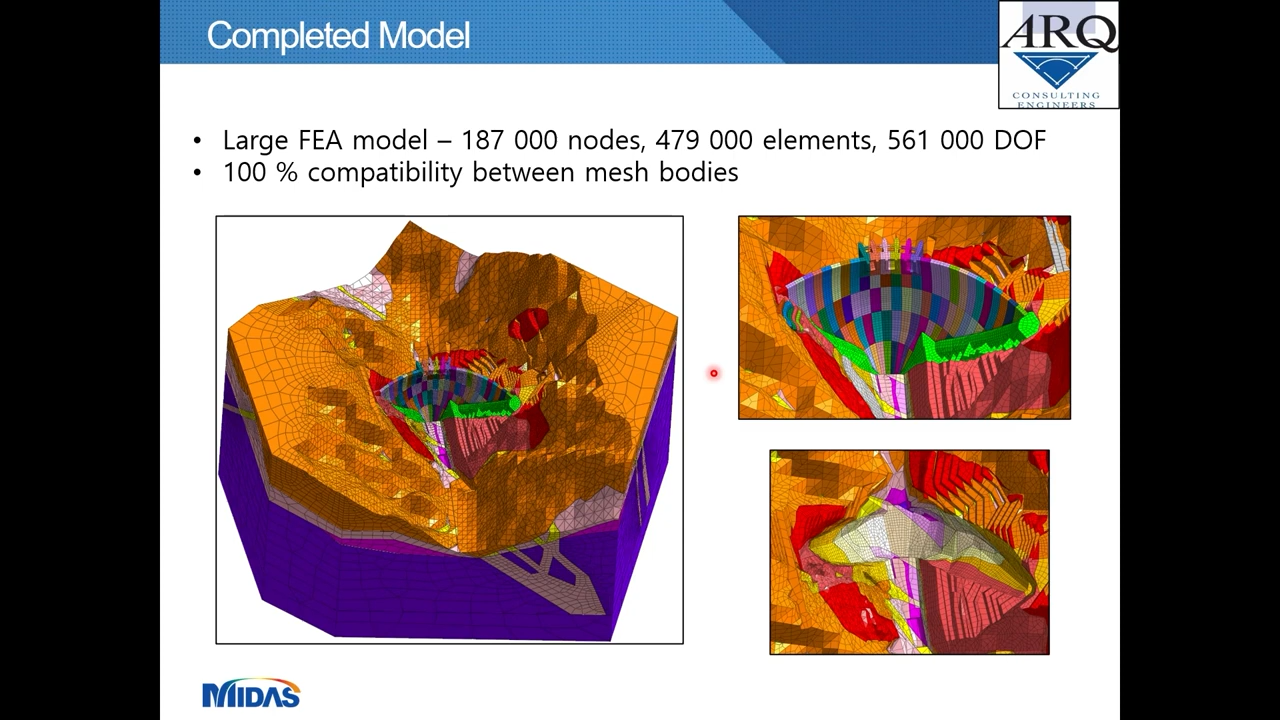 Completed Model
ARQ
CONSULTING
ENGINEERS
• Large FEA model – 187 000 nodes, 479 000 elements, 561 000 DOF
• 100 % compatibility between mesh bodies
MIDAS